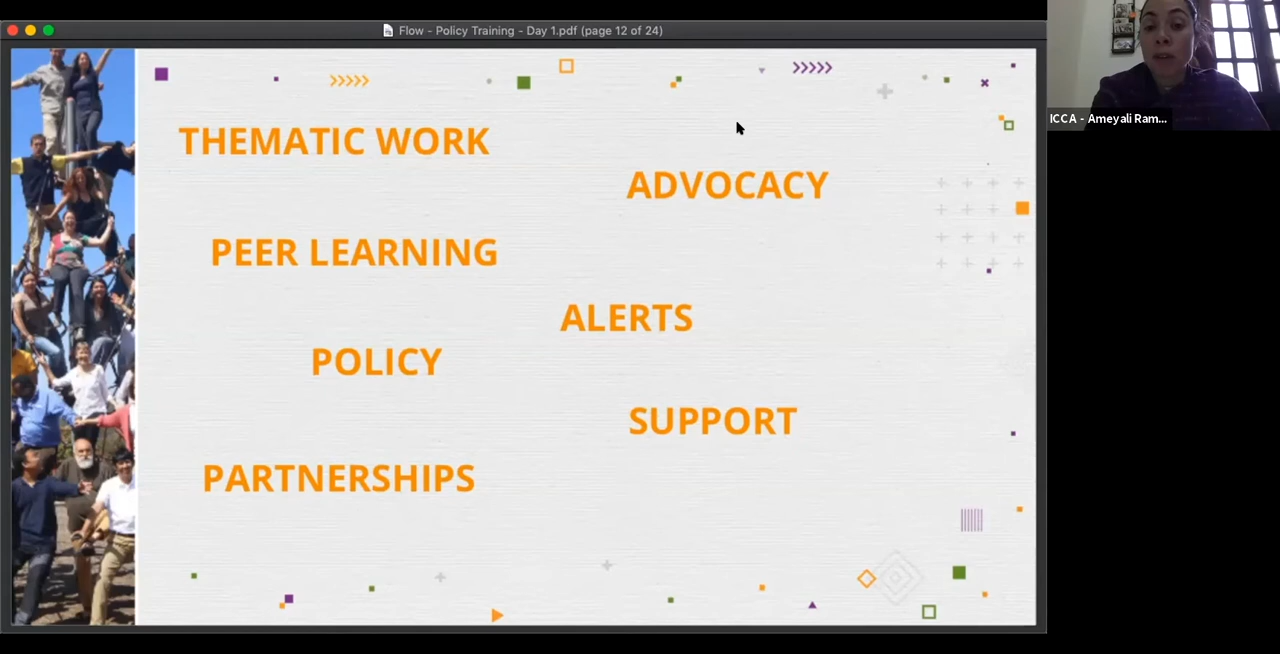 Flow - Policy Training - Day 1.pdf (page 12 of 24)
THEMATIC WORK
ADVOCACY
PEER LEARNING
ALERTS
POLICY
SUPPORT
PARTNERSHIPS
ICCA - Ameyali Ram...